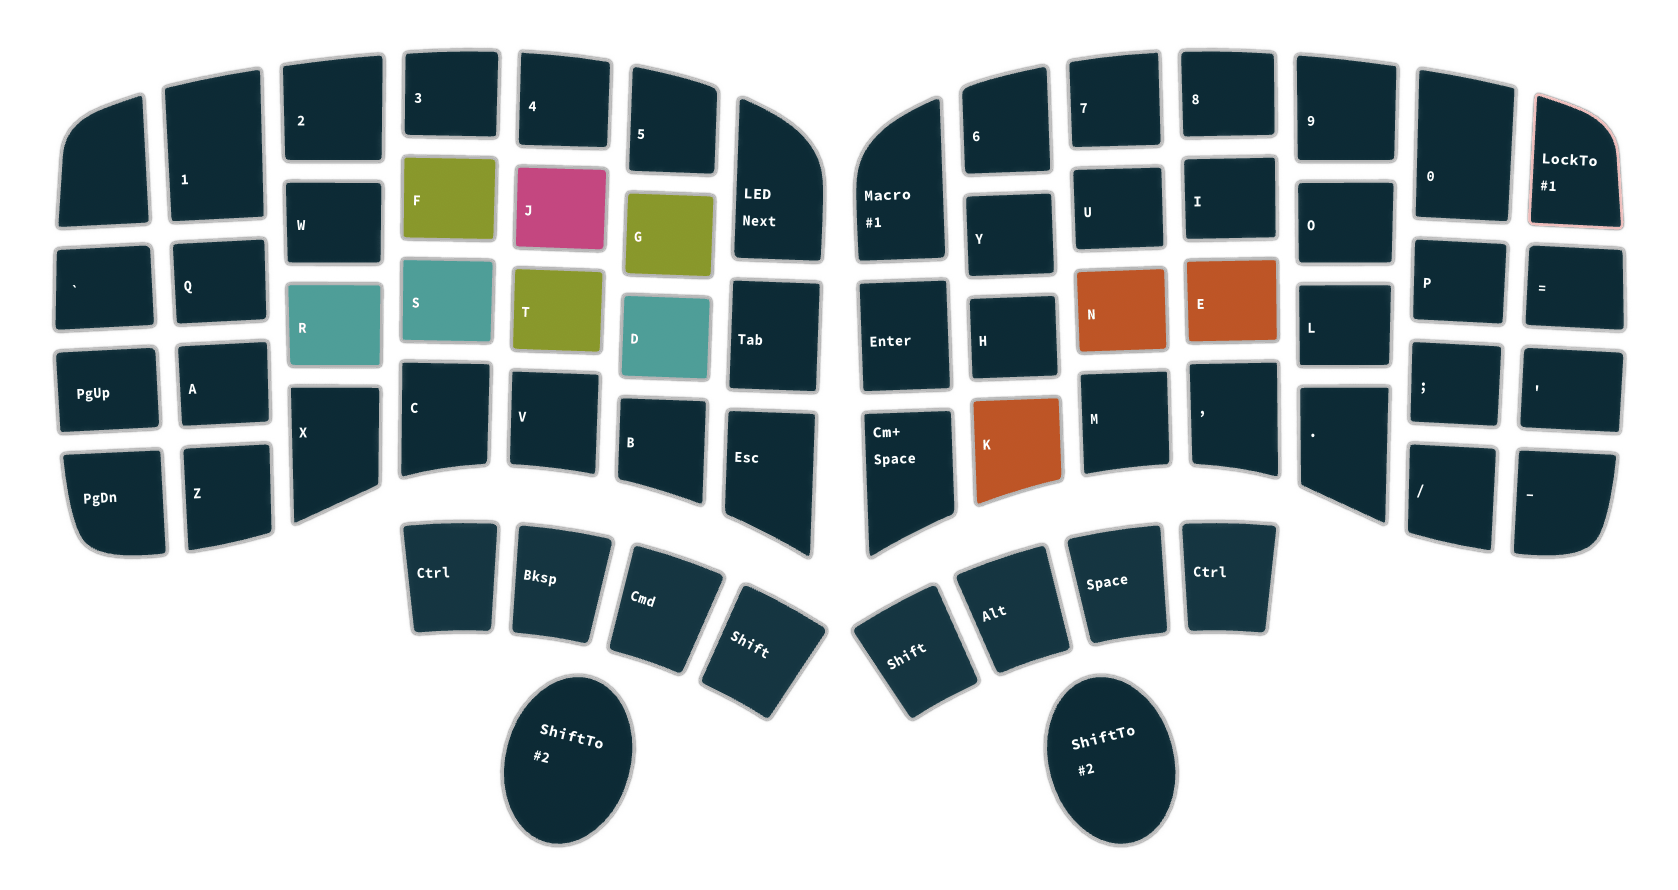 1
2
3
4
5
LED
Next
Macro
#1
6
7
8
9
0
LockTo
#1
`
Q
W
F
J
G
Y
U
I
O
P
=
PgUp
A
R
S
T
D
Tab
Enter
H
N
E
L
;
'
PgDn
Z
X
C
V
B
Esc
Cm+
Space
K
M
,
.
/
-
Ctrl
Bksp
Cmd
Shift
Shift
Alt
Space
Ctrl
ShiftTo
#2
ShiftTo
#2